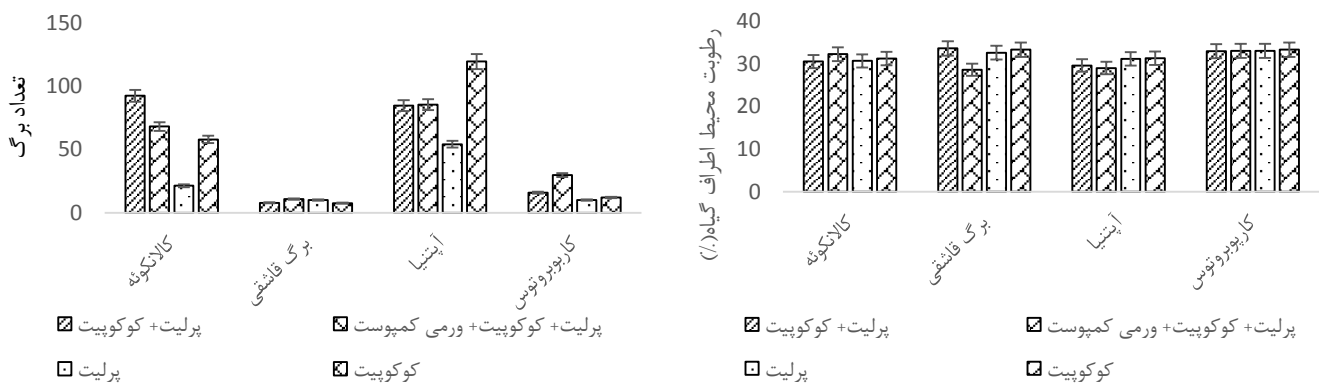 150
100
50
0
تعداد برگ
کالانکوئه
برگ قاشقی
آپتنیا
کارپوبروتوس
پرلیت+ کوکوپیت
پرلیت+ کوکوپیت+ ورمی کمپوست
پرلیت
کوکوپیت
40
30
20
10
0
رطوبت محیط اطراف گیاه(٪)
کالانکوئه
برگ قاشقی
آپتنیا
کارپوبروتوس
پرلیت+ کوکوپیت
پرلیت+ کوکوپیت+ ورمی کمپوست
پرلیت
کوکوپیت